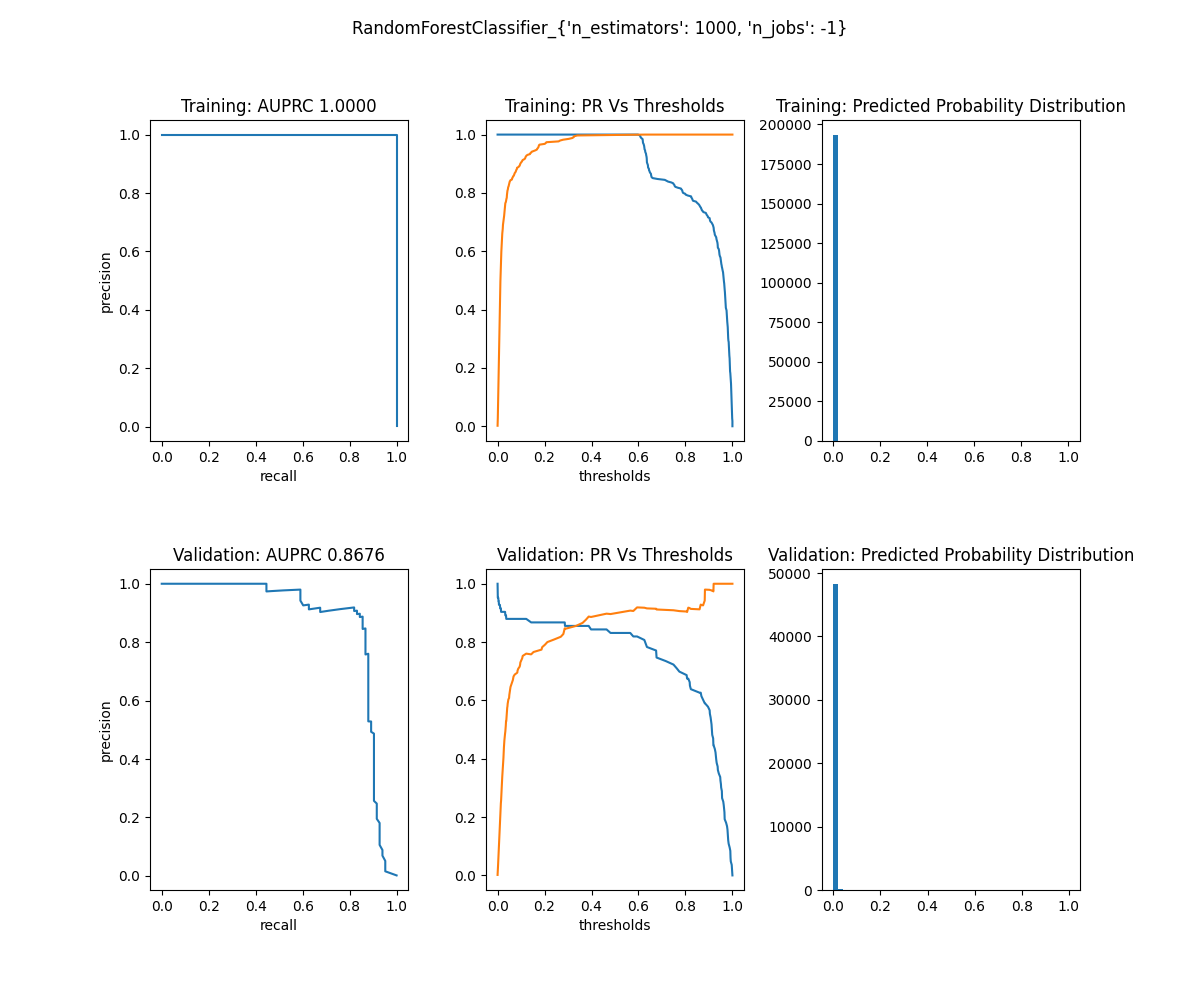 RandomForestClassifier_{'n_estimators': 1000, 'n_jobs': -1}
Training: AUPRC 1.0000
1.0
0.8
0.6
0.4
0.2
0.0
precision
0.0 0.2 0.4 0.6 0.8 1.0
recall
Training: PR Vs Thresholds
1.0
0.8
0.6
0.4
0.2
0.0
0.0 0.2 0.4 0.6 0.8 1.0
thresholds
Training: Predicted Probability Distribution
200000
175000
150000
125000
100000
75000
50000
25000
0
0.0 0.2 0.4 0.6 0.8 1.0
Validation: AUPRC 0.8676
1.0
0.8
0.6
0.4
0.2
0.0
precision
0.0 0.2 0.4 0.6 0.8 1.0
recall
Validation: PR Vs Thresholds
1.0
0.8
0.6
0.4
0.2
0.0
0.0 0.2 0.4 0.6 0.8 1.0
thresholds
Validation: Predicted Probability Distribution
50000
40000
30000
20000
10000
0
0.0 0.2 0.4 0.6 0.8 1.0